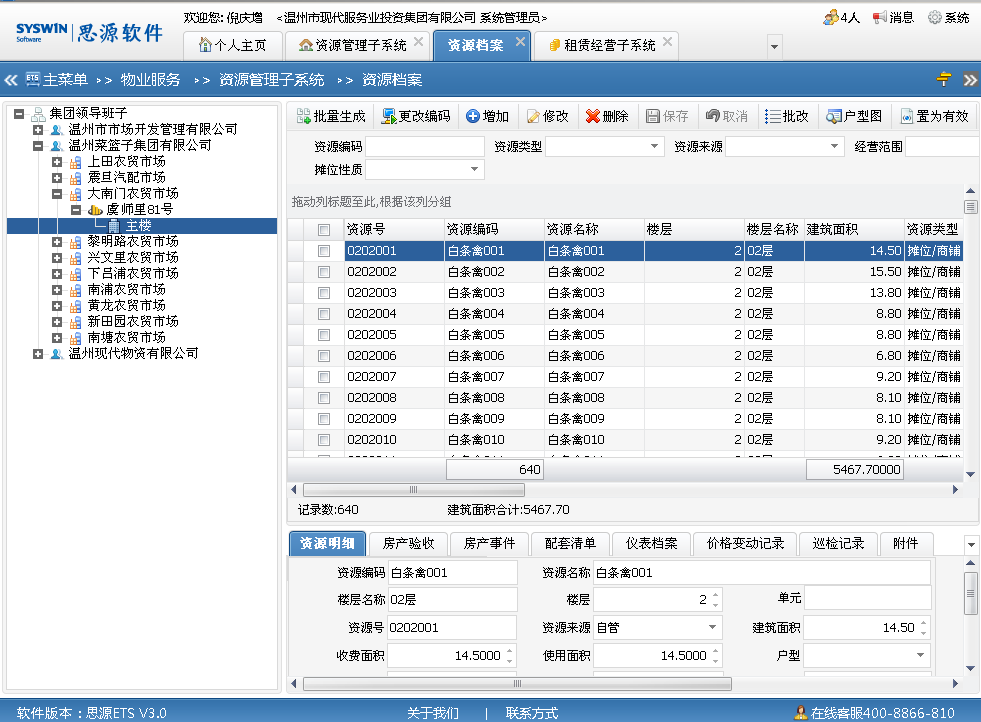 SYSWIN Software 思源软件
欢迎您: 倪庆增 <温州市现代服务业投资集团有限公司 系统管理员>
4人 消息 系统
个人主页 资源管理子系统 资源档案 租赁经营子系统
ETS 主菜单 >> 物业服务 >> 资源管理子系统 >> 资源档案
集团领导班子
温州市市场开发管理有限公司
温州菜篮子集团有限公司
上田农贸市场
震旦汽配市场
大南门农贸市场
虞师里81号
主楼
黎明路农贸市场
兴文里农贸市场
下吕浦农贸市场
南浦农贸市场
黄龙农贸市场
新田园农贸市场
南塘农贸市场
温州现代物资有限公司
批量生成 更改编码 增加 修改 删除 保存 取消 批改 户型图 置为有效
资源编码 资源类型 资源来源 经营范围
摊位性质
拖动列标题至此,根据该列分组
资源号 资源编码 资源名称 楼层 楼层名称 建筑面积 资源类型
0202001 白条禽001 白条禽001 2 02层 14.50 摊位/商铺
0202002 白条禽002 白条禽002 2 02层 15.50 摊位/商铺
0202003 白条禽003 白条禽003 2 02层 13.80 摊位/商铺
0202004 白条禽004 白条禽004 2 02层 8.80 摊位/商铺
0202005 白条禽005 白条禽005 2 02层 8.80 摊位/商铺
0202006 白条禽006 白条禽006 2 02层 6.80 摊位/商铺
0202007 白条禽007 白条禽007 2 02层 9.20 摊位/商铺
0202008 白条禽008 白条禽008 2 02层 8.10 摊位/商铺
0202009 白条禽009 白条禽009 2 02层 8.10 摊位/商铺
0202010 白条禽010 白条禽010 2 02层 9.20 摊位/商铺
640 5467.70000
记录数:640 建筑面积合计:5467.70
资源明细 房产验收 房产事件 配套清单 仪表档案 价格变动记录 巡检记录 附件
资源编码 白条禽001 资源名称 白条禽001
楼层名称 02层 楼层 2 单元
资源号 0202001 资源来源 自管 建筑面积 14.50
收费面积 14.5000 使用面积 14.5000 户型
软件版本：思源ETS V3.0 关于我们 | 联系方式 在线客服400-8866-810